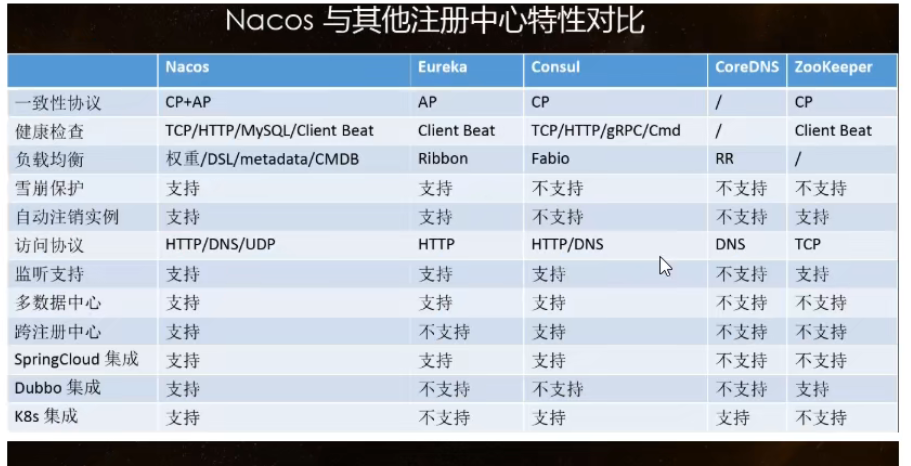 Nacos 与其他注册中心特性对比
Nacos Eureka Consul CoreDNS ZooKeeper
一致性协议 CP+AP AP CP / CP
健康检查 TCP/HTTP/MySQL/Client Beat Client Beat TCP/HTTP/gRPC/Cmd / Client Beat
负载均衡 权重/DSL/metadata/CMDB Ribbon Fabio RR /
雪崩保护 支持 支持 不支持 不支持 不支持
自动注销实例 支持 支持 不支持 不支持 支持
访问协议 HTTP/DNS/UDP HTTP HTTP/DNS DNS TCP
监听支持 支持 支持 支持 不支持 支持
多数据中心 支持 支持 支持 不支持 不支持
跨注册中心 支持 不支持 支持 不支持 不支持
SpringCloud 集成 支持 支持 支持 不支持 不支持
Dubbo 集成 支持 不支持 不支持 不支持 支持
K8s 集成 支持 不支持 支持 支持 不支持